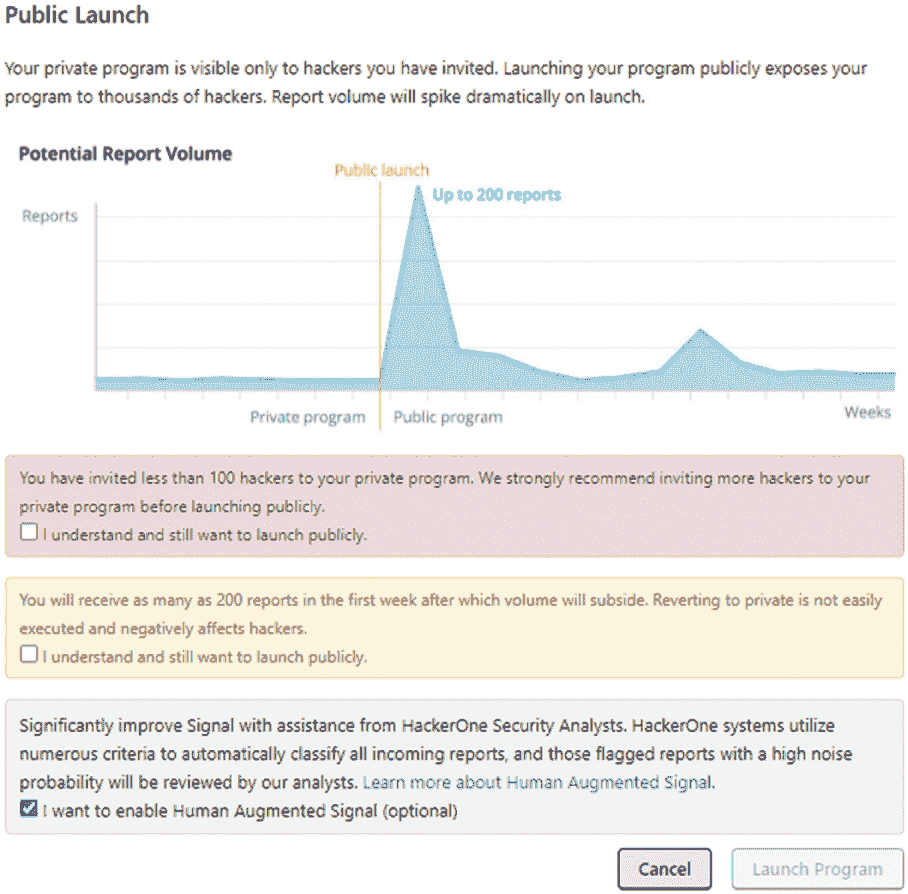 Public Launch
Your private program is visible only to hackers you have invited. Launching your program publicly exposes your
program to thousands of hackers. Report volume will spike dramatically on launch.
Potential Report Volume
Public launch
Up to 200 reports
Reports
Private program
Public program
Weeks
You have invited less than 100 hackers to your private program. We strongly recommend inviting more hackers to your
private program before launching publicly.
I understand and still want to launch publicly.
You will receive as many as 200 reports in the first week after which volume will subside. Reverting to private is not easily
executed and negatively affects hackers.
I understand and still want to launch publicly.
Significantly improve Signal with assistance from HackerOne Security Analysts. HackerOne systems utilize
numerous criteria to automatically classify all incoming reports, and those flagged reports with a high noise
probability will be reviewed by our analysts. Learn more about Human Augmented Signal.
I want to enable Human Augmented Signal (optional)
Cancel
Launch Program